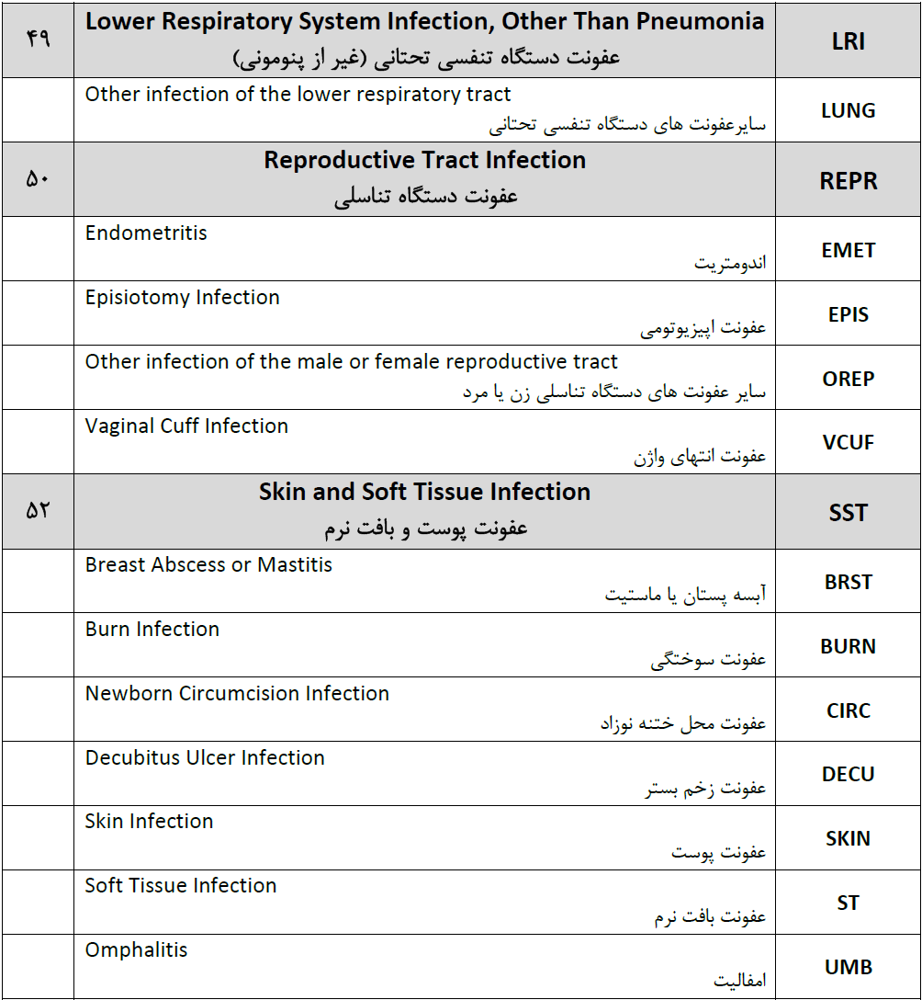 ۴۹
Lower Respiratory System Infection, Other Than Pneumonia
عفونت دستگاه تنفسی تحتانی (غیر از پنومونی)
LRI
Other infection of the lower respiratory tract
سایرعفونت های دستگاه تنفسی تحتانی
LUNG
۵۰
Reproductive Tract Infection
عفونت دستگاه تناسلی
REPR
Endometritis
اندومتریت
EMET
Episiotomy Infection
عفونت اپیزیوتومی
EPIS
Other infection of the male or female reproductive tract
سایر عفونت های دستگاه تناسلی زن یا مرد
OREP
Vaginal Cuff Infection
عفونت انتهای واژن
VCUF
۵۲
Skin and Soft Tissue Infection
عفونت پوست و بافت نرم
SST
Breast Abscess or Mastitis
آبسه پستان یا ماستیت
BRST
Burn Infection
عفونت سوختگی
BURN
Newborn Circumcision Infection
عفونت محل ختنه نوزاد
CIRC
Decubitus Ulcer Infection
عفونت زخم بستر
DECU
Skin Infection
عفونت پوست
SKIN
Soft Tissue Infection
عفونت بافت نرم
ST
Omphalitis
امفالیت
UMB